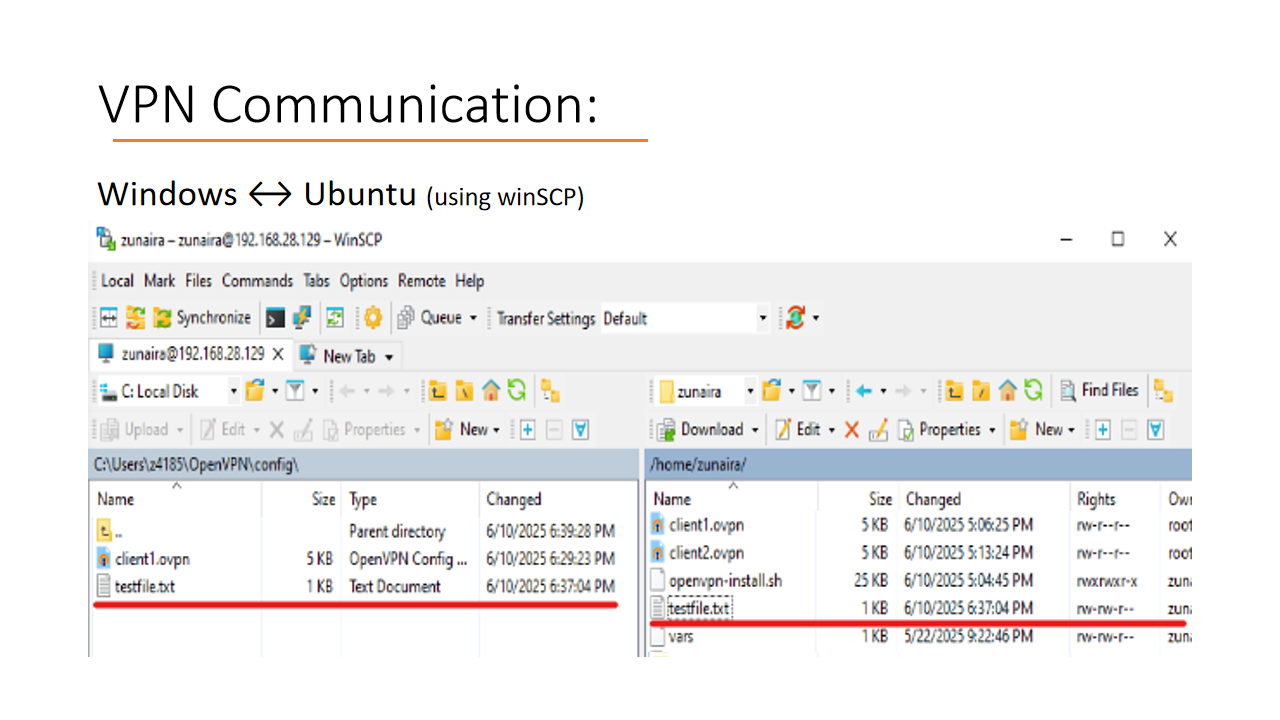 VPN Communication:
Windows ↔ Ubuntu (using winSCP)
zunaira – zunaira@192.168.28.129 – WinSCP
Local Mark Files Commands Tabs Options Remote Help
Synchronize Queue Transfer Settings Default
zunaira@192.168.28.129 New Tab
C: Local Disk zunaira Find Files
Upload Edit Properties New Download Edit Properties New
C:\Users\z4185\OpenVPN\config\ /home/zunaira/
Name Size Type Changed Name Size Changed Rights Own
.. Parent directory 6/10/2025 6:39:28 PM client1.ovpn 5 KB 6/10/2025 5:06:25 PM rw-r--r-- root
client1.ovpn 5 KB OpenVPN Config ... 6/10/2025 6:29:23 PM client2.ovpn 5 KB 6/10/2025 5:13:24 PM rw-r--r-- root
testfile.txt 1 KB Text Document 6/10/2025 6:37:04 PM openvpn-install.sh 25 KB 6/10/2025 5:04:45 PM rwxrwxr-x zuna
testfile.txt 1 KB 6/10/2025 6:37:04 PM rw-rw-r-- zuna
vars 1 KB 5/22/2025 9:22:46 PM rw-rw-r-- zuna